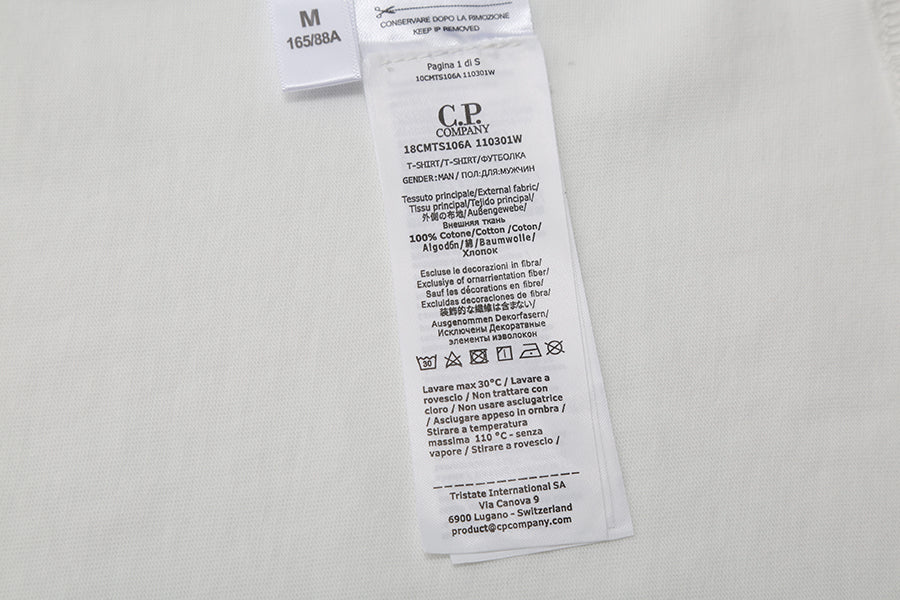 M
165/88A
CONSERVARE DOPO LA RIMOZIONE
KEEP IP REMOVED
Pagina 1 di S
10CMTS106A 110301W
C.P.
COMPANY
18CMTS106A 110301W
T-SHIRT/T-SHIRT/ФУТБОЛКА
GENDER:MAN/ПОЛ:ДЛЯ:МУЖЧИН
Tessuto principale/External fabric/
Tissu principal/Tejido principal/
外側の布地/Außengewebe/
Внешняя ткань
100% Cotone/Cotton /Coton/
Algodón/綿/Baumwolle/
Хлопок
Escluse le decorazioni in fibra/
Exclusive of ornarrientation fiber/
Sauf les décorations en fibre/
Excluidas decoraciones de fibra/
装飾的な繊維は含まない/
Ausgenommen Dekorfasern/
Исключены Декоратвные
элементы изволокон
30
Lavare max 30°C / Lavare a
rovescio / Non trattare con
cloro / Non usare asciugatrice
/ Asciugare appeso in ornbra /
Stirare a temperatura
massima 110 °C - senza
vapore / Stirare a rovescio /
Tristate International SA
Via Canova 9
6900 Lugano - Switzerland
product@cpcompany.com